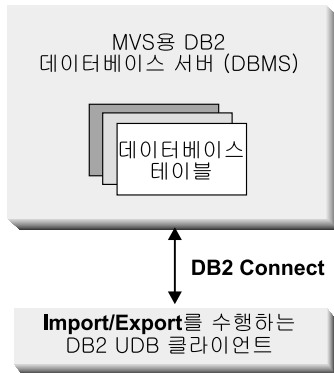 MVS용 DB2
데이터베이스 서버 (DBMS)
데이터베이스
테이블
DB2 Connect
Import/Export를 수행하는
DB2 UDB 클라이언트